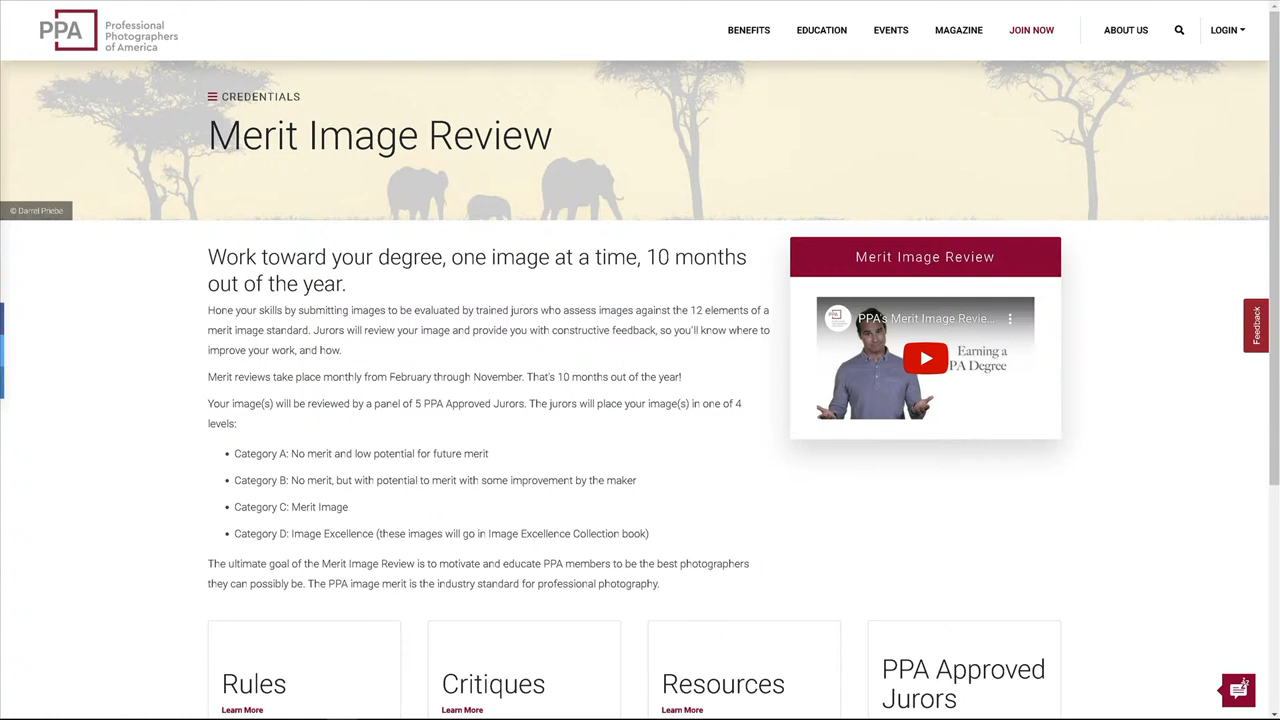 PPA Professional
Photographers
of America
BENEFITS EDUCATION EVENTS MAGAZINE JOIN NOW ABOUT US LOGIN
CREDENTIALS
Merit Image Review
© Darrel Priebe
Work toward your degree, one image at a time, 10 months
out of the year.
Hone your skills by submitting images to be evaluated by trained jurors who assess images against the 12 elements of a
merit image standard. Jurors will review your image and provide you with constructive feedback, so you'll know where to
improve your work, and how.
Merit reviews take place monthly from February through November. That's 10 months out of the year!
Your image(s) will be reviewed by a panel of 5 PPA Approved Jurors. The jurors will place your image(s) in one of 4
levels:
• Category A: No merit and low potential for future merit
• Category B: No merit, but with potential to merit with some improvement by the maker
• Category C: Merit Image
• Category D: Image Excellence (these images will go in Image Excellence Collection book)
The ultimate goal of the Merit Image Review is to motivate and educate PPA members to be the best photographers
they can possibly be. The PPA image merit is the industry standard for professional photography.
Merit Image Review
PPA's Merit Image Revie...
Earning a
PA Degree
Feedback
Rules
Learn More
Critiques
Learn More
Resources
Learn More
PPA Approved
Jurors